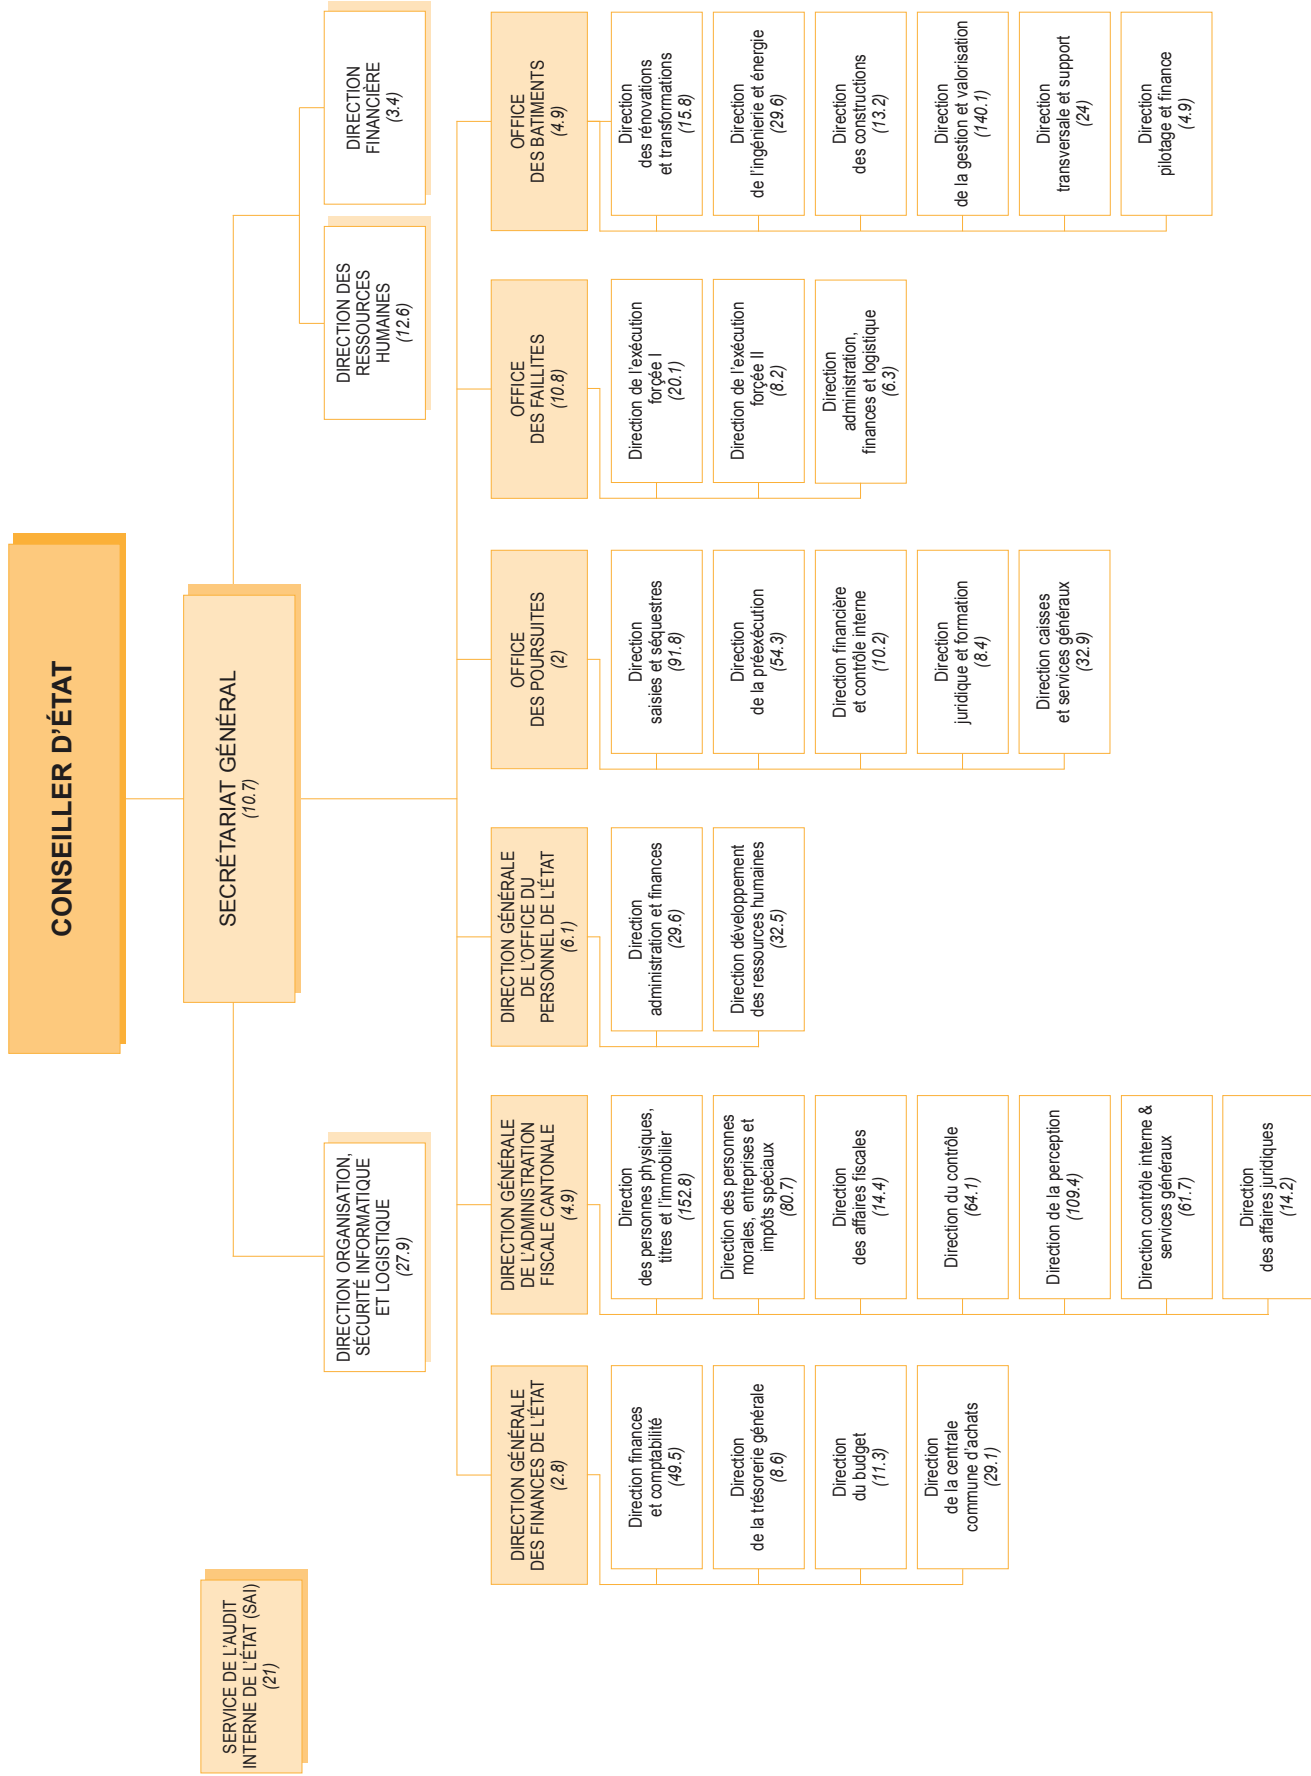 CONSEILLER D'ÉTAT
SERVICE DE L'AUDIT
INTERNE DE L'ÉTAT (SAI)
(21)
SECRÉTARIAT GÉNÉRAL
(10.7)
DIRECTION ORGANISATION,
SÉCURITÉ INFORMATIQUE
ET LOGISTIQUE
(27.9)
DIRECTION DES
RESSOURCES
HUMAINES
(12.6)
DIRECTION
FINANCIÈRE
(3.4)
DIRECTION GÉNÉRALE
DES FINANCES DE L'ÉTAT
(2.8)
Direction finances
et comptabilité
(49.5)
Direction
de la trésorerie générale
(8.6)
Direction
du budget
(11.3)
Direction
de la centrale
commune d'achats
(29.1)
DIRECTION GÉNÉRALE
DE L'ADMINISTRATION
FISCALE CANTONALE
(4.9)
Direction
des personnes physiques,
titres et l'immobilier
(152.8)
Direction des personnes
morales, entreprises et
impôts spéciaux
(80.7)
Direction
des affaires fiscales
(14.4)
Direction du contrôle
(64.1)
Direction de la perception
(109.4)
Direction contrôle interne &
services généraux
(61.7)
Direction
des affaires juridiques
(14.2)
DIRECTION GÉNÉRALE
DE L'OFFICE DU
PERSONNEL DE L'ÉTAT
(6.1)
Direction
administration et finances
(29.6)
Direction développement
des ressources humaines
(32.5)
OFFICE
DES POURSUITES
(2)
Direction
saisies et séquestres
(91.8)
Direction
de la préexécution
(54.3)
Direction financière
et contrôle interne
(10.2)
Direction
juridique et formation
(8.4)
Direction caisses
et services généraux
(32.9)
OFFICE
DES FAILLITES
(10.8)
Direction de l'exécution
forçée I
(20.1)
Direction de l'exécution
forçée II
(8.2)
Direction
administration,
finances et logistique
(6.3)
OFFICE
DES BATIMENTS
(4.9)
Direction
des rénovations
et transformations
(15.8)
Direction
de l'ingénierie et énergie
(29.6)
Direction
des constructions
(13.2)
Direction
de la gestion et valorisation
(140.1)
Direction
transversale et support
(24)
Direction
pilotage et finance
(4.9)